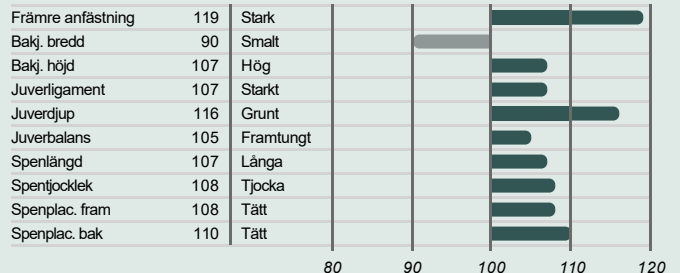 Främre anfästning 119 Stark
Bakj. bredd 90 Smalt
Bakj. höjd 107 Hög
Juverligament 107 Starkt
Juverdjup 116 Grunt
Juverbalans 105 Framtungt
Spenlängd 107 Långa
Spentjocklek 108 Tjocka
Spenplac. fram 108 Tätt
Spenplac. bak 110 Tätt
80 90 100 110 120